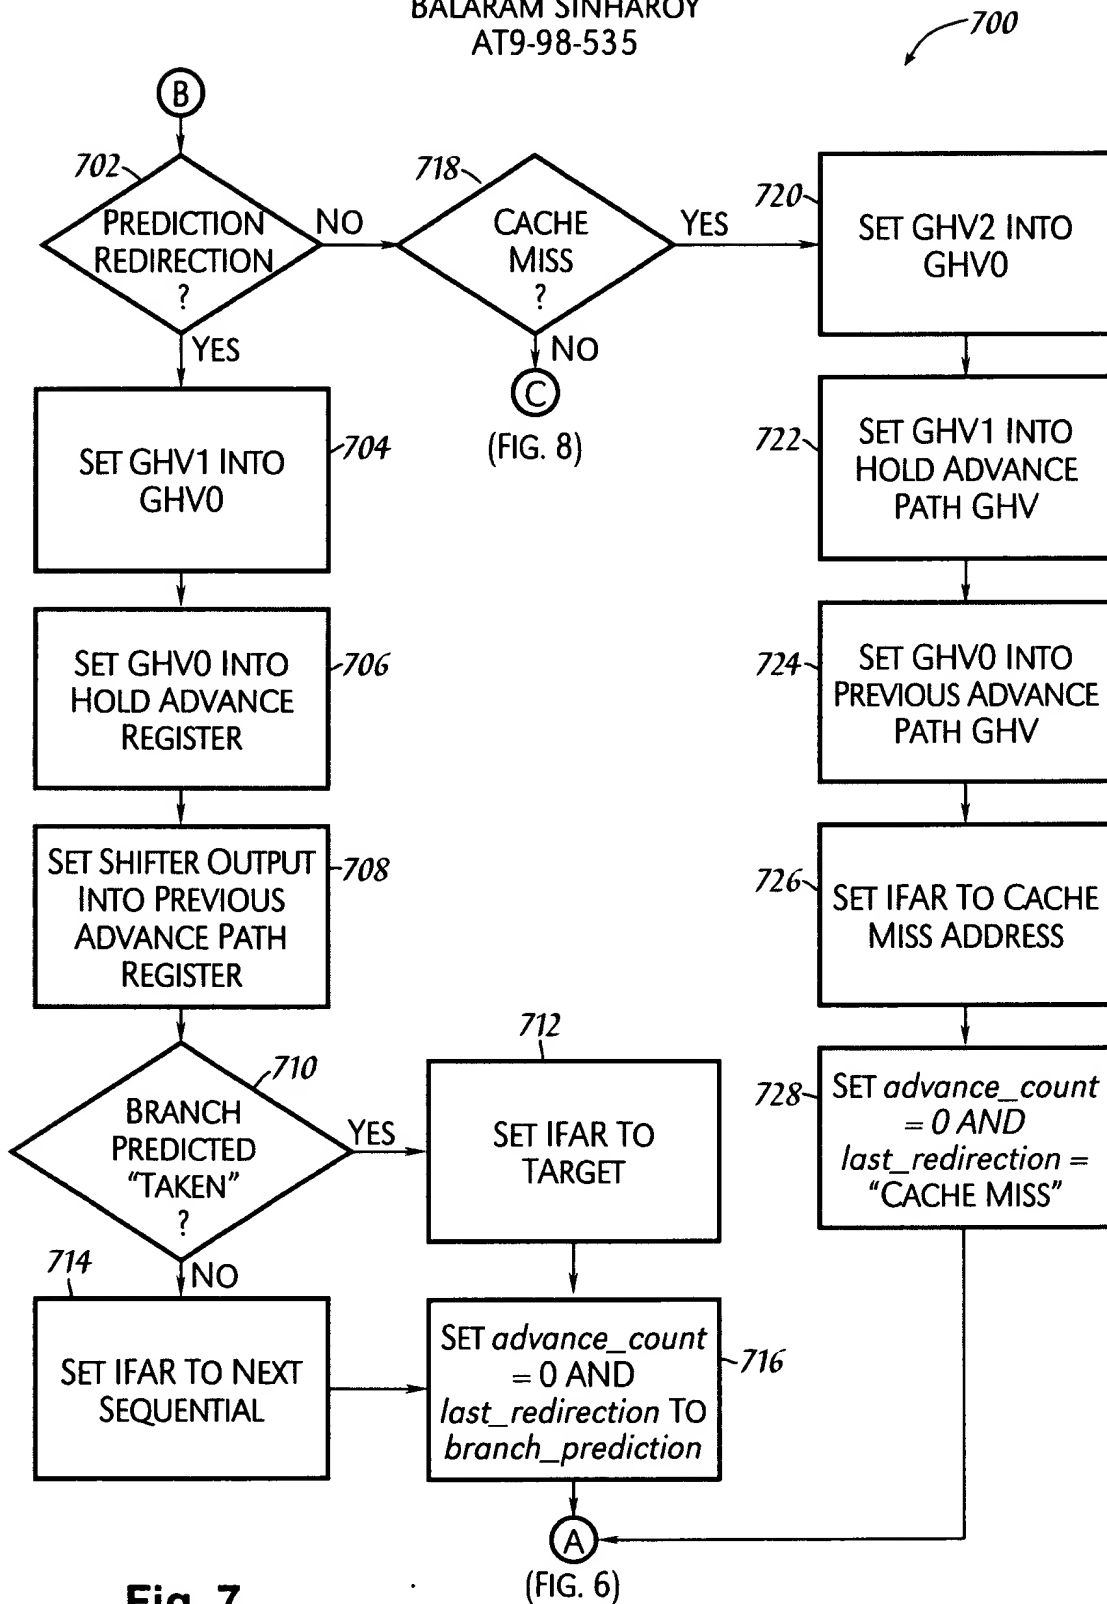 BALARAM SINHAROY
AT9-98-535
700
B
702
PREDICTION
REDIRECTION
?
NO
YES
718
CACHE
MISS
?
YES
NO
C
(FIG. 8)
720
SET GHV2 INTO
GHV0
704
SET GHV1 INTO
GHV0
722
SET GHV1 INTO
HOLD ADVANCE
PATH GHV
706
SET GHV0 INTO
HOLD ADVANCE
REGISTER
724
SET GHV0 INTO
PREVIOUS ADVANCE
PATH GHV
708
SET SHIFTER OUTPUT
INTO PREVIOUS
ADVANCE PATH
REGISTER
726
SET IFAR TO CACHE
MISS ADDRESS
710
BRANCH
PREDICTED
“TAKEN”
?
YES
NO
712
SET IFAR TO
TARGET
728
SET advance_count
= 0 AND
last_redirection =
“CACHE MISS”
714
SET IFAR TO NEXT
SEQUENTIAL
716
SET advance_count
= 0 AND
last_redirection TO
branch_prediction
A
(FIG. 6)
Fig. 7